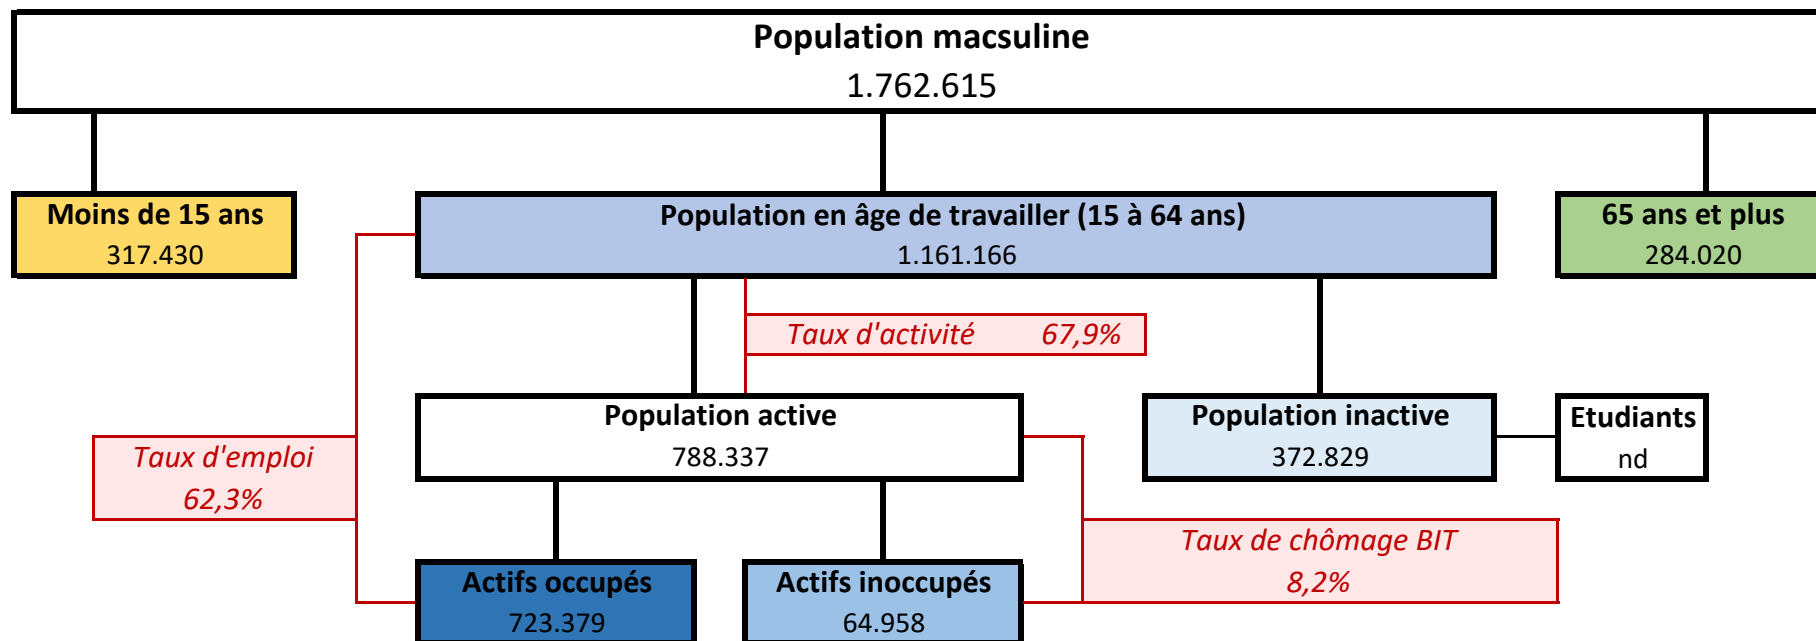 Population macsuline
1.762.615
Moins de 15 ans
317.430
Population en âge de travailler (15 à 64 ans)
1.161.166
65 ans et plus
284.020
Taux d'activité 67,9%
Population active
788.337
Population inactive
372.829
Etudiants
nd
Taux d'emploi
62,3%
Taux de chômage BIT
8,2%
Actifs occupés
723.379
Actifs inoccupés
64.958